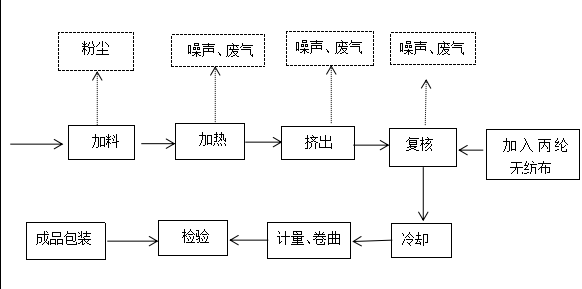 粉尘
噪声、废气
噪声、废气
噪声、废气
加料
加热
挤出
复核
加入丙纶
无纺布
成品包装
检验
计量、卷曲
冷却